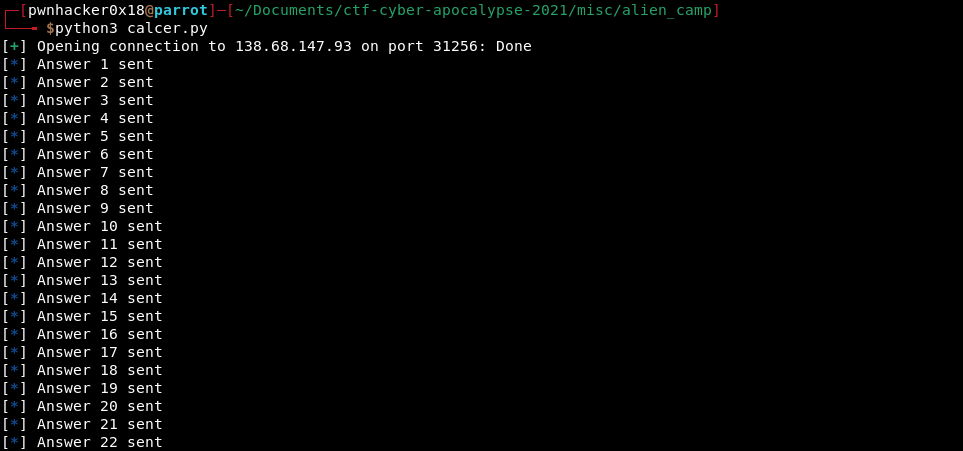 ┌─[pwnhacker0x18@parrot]─[~/Documents/ctf-cyber-apocalypse-2021/misc/alien_camp]
└──╼ $python3 calcer.py
[+] Opening connection to 138.68.147.93 on port 31256: Done
[*] Answer 1 sent
[*] Answer 2 sent
[*] Answer 3 sent
[*] Answer 4 sent
[*] Answer 5 sent
[*] Answer 6 sent
[*] Answer 7 sent
[*] Answer 8 sent
[*] Answer 9 sent
[*] Answer 10 sent
[*] Answer 11 sent
[*] Answer 12 sent
[*] Answer 13 sent
[*] Answer 14 sent
[*] Answer 15 sent
[*] Answer 16 sent
[*] Answer 17 sent
[*] Answer 18 sent
[*] Answer 19 sent
[*] Answer 20 sent
[*] Answer 21 sent
[*] Answer 22 sent